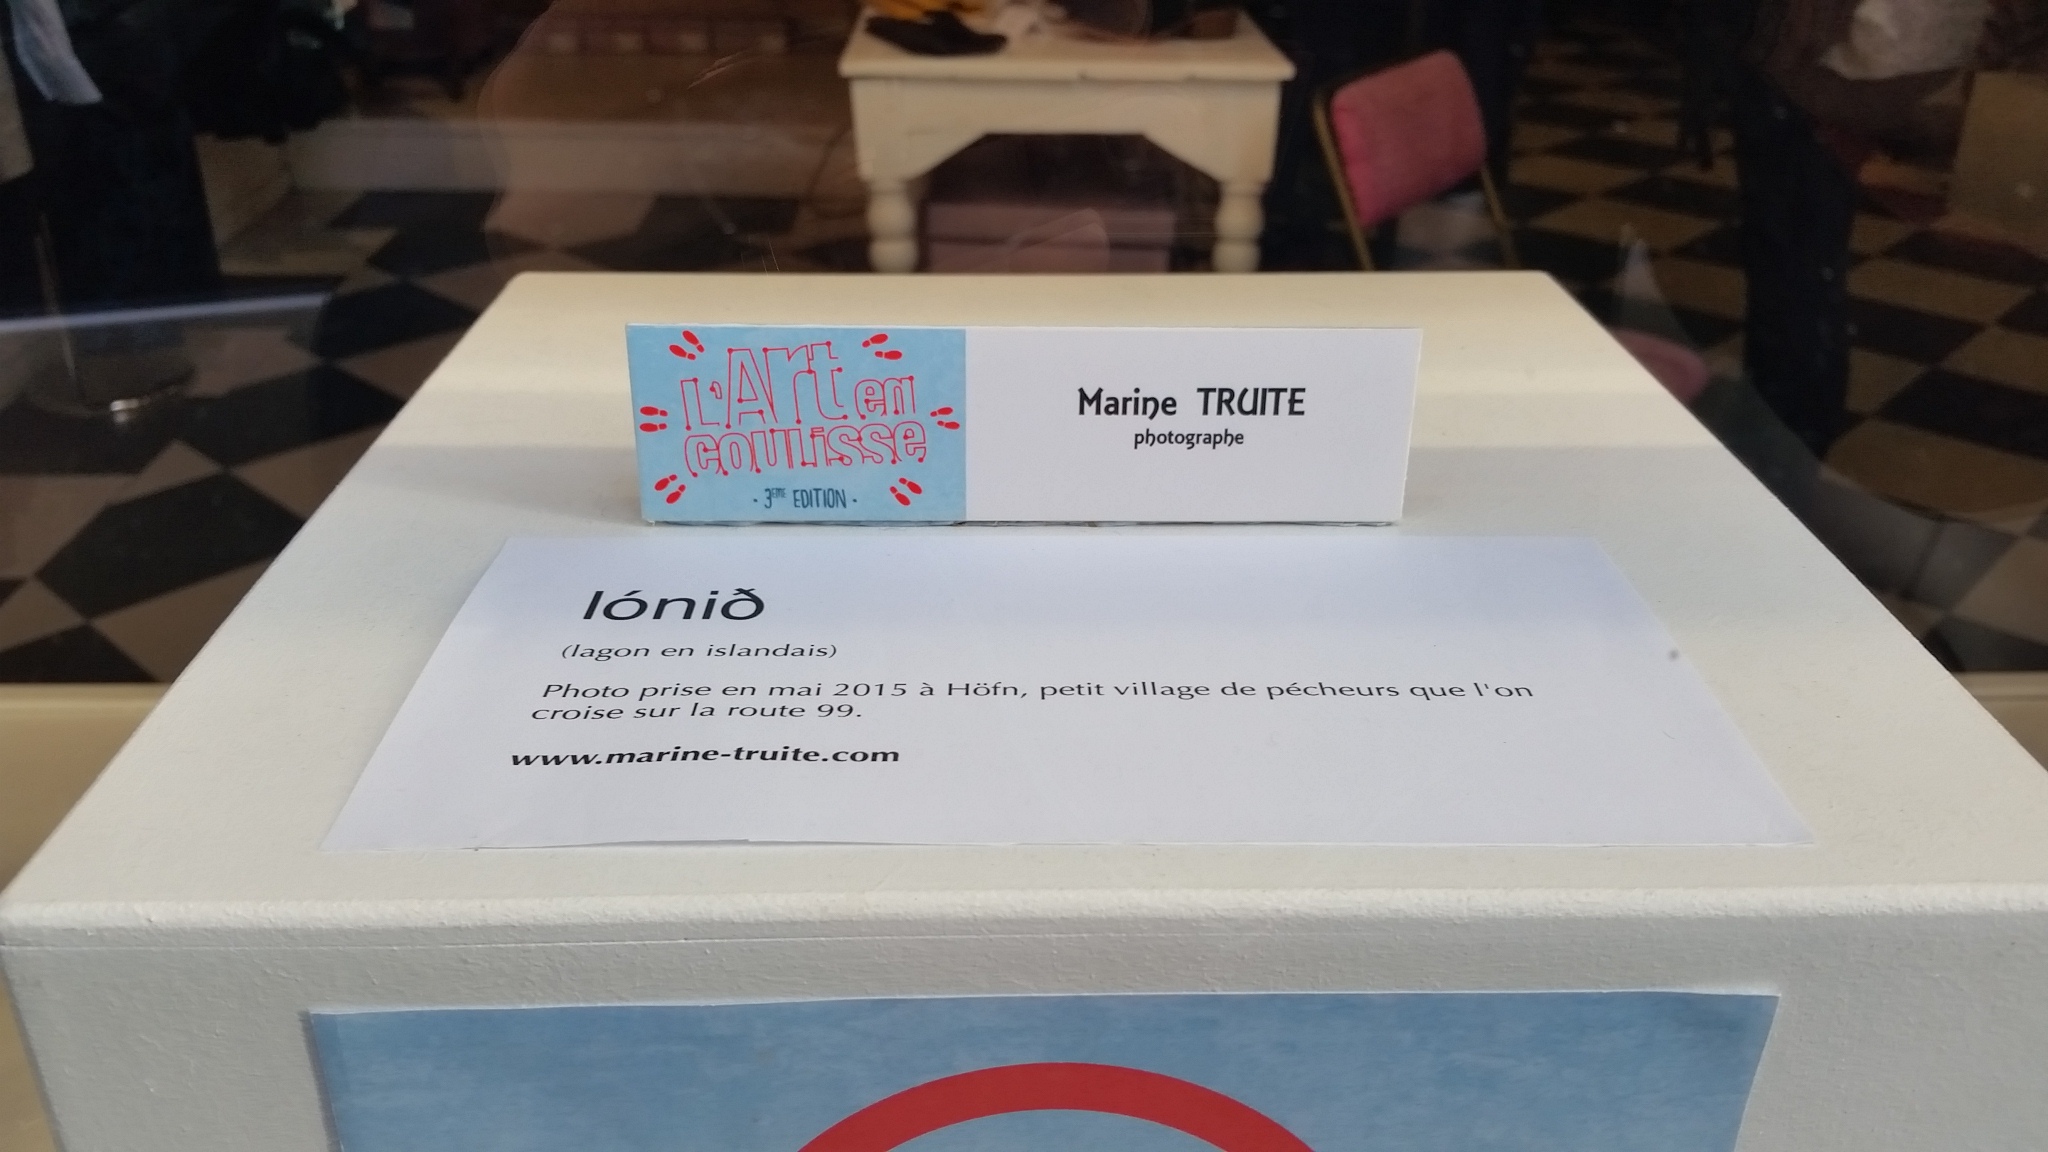 L'Art en
coulisse
· 3EME EDITION ·
Marine TRUITE
photographe
lónið
(lagon en islandais)
Photo prise en mai 2015 à Höfn, petit village de pécheurs que l'on
croise sur la route 99.
www.marine-truite.com